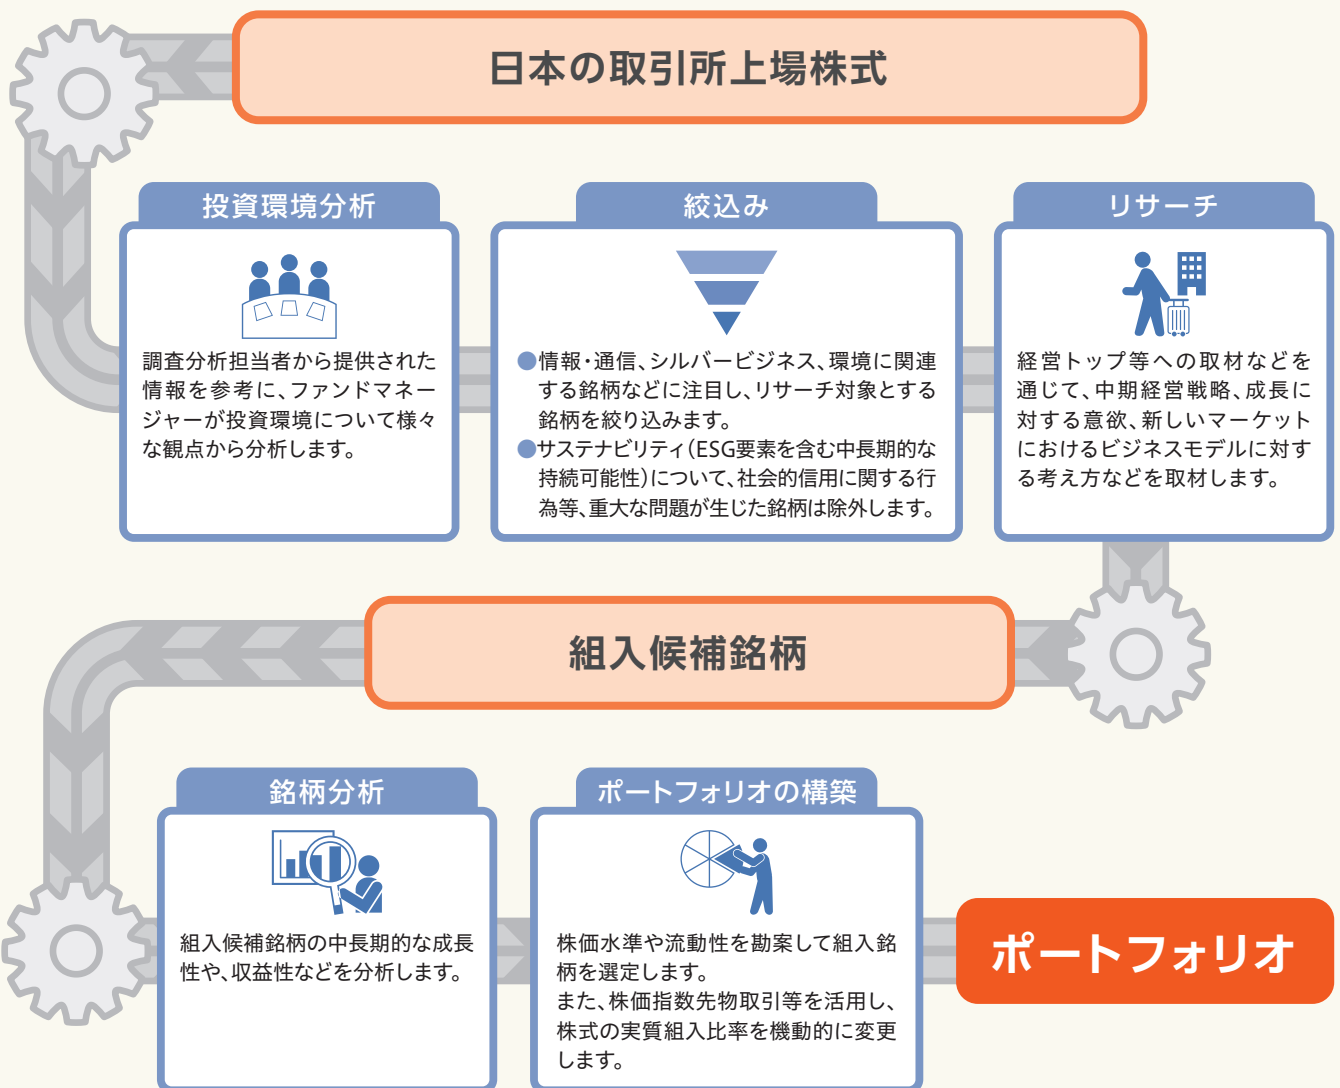 日本の取引所上場株式
投資環境分析
調査分析担当者から提供された
情報を参考に、ファンドマネー
ジャーが投資環境について様々
な観点から分析します。
絞込み
●情報・通信、シルバービジネス、環境に関連
する銘柄などに注目し、リサーチ対象とする
銘柄を絞り込みます。
●サステナビリティ(ESG要素を含む中長期的な
持続可能性)について、社会的信用に関する行
為等、重大な問題が生じた銘柄は除外します。
リサーチ
経営トップ等への取材などを
通じて、中期経営戦略、成長に
対する意欲、新しいマーケット
におけるビジネスモデルに対す
る考え方などを取材します。
組入候補銘柄
銘柄分析
組入候補銘柄の中長期的な成長
性や、収益性などを分析します。
ポートフォリオの構築
株価水準や流動性を勘案して組入銘
柄を選定します。
また、株価指数先物取引等を活用し、
株式の実質組入比率を機動的に変更
します。
ポートフォリオ